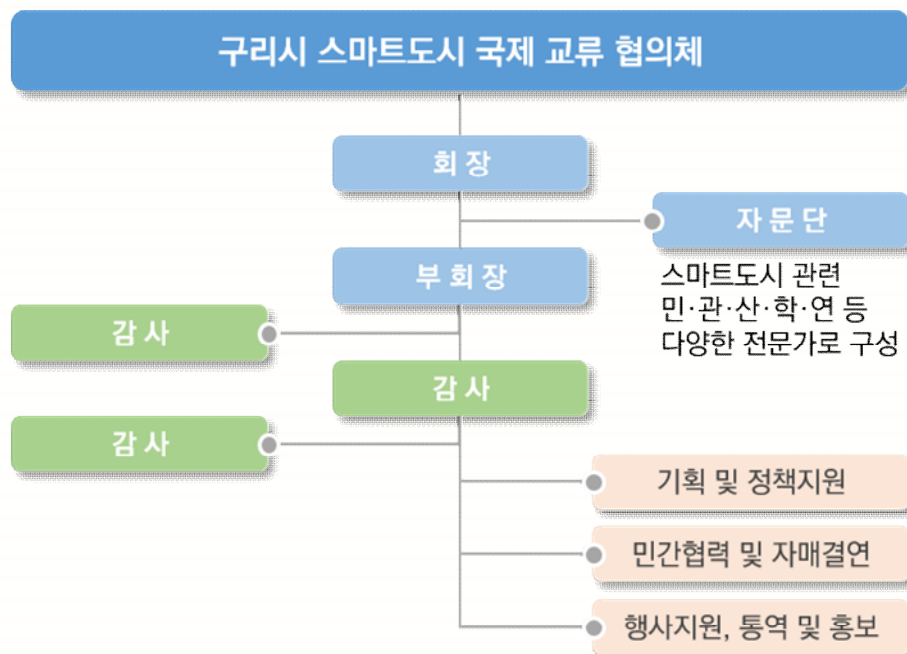 구리시 스마트도시 국제 교류 협의체
회 장
자 문 단
스마트도시 관련
민·관·산·학·연 등
다양한 전문가로 구성
부 회 장
감 사
감 사
감 사
기획 및 정책지원
민간협력 및 자매결연
행사지원, 통역 및 홍보